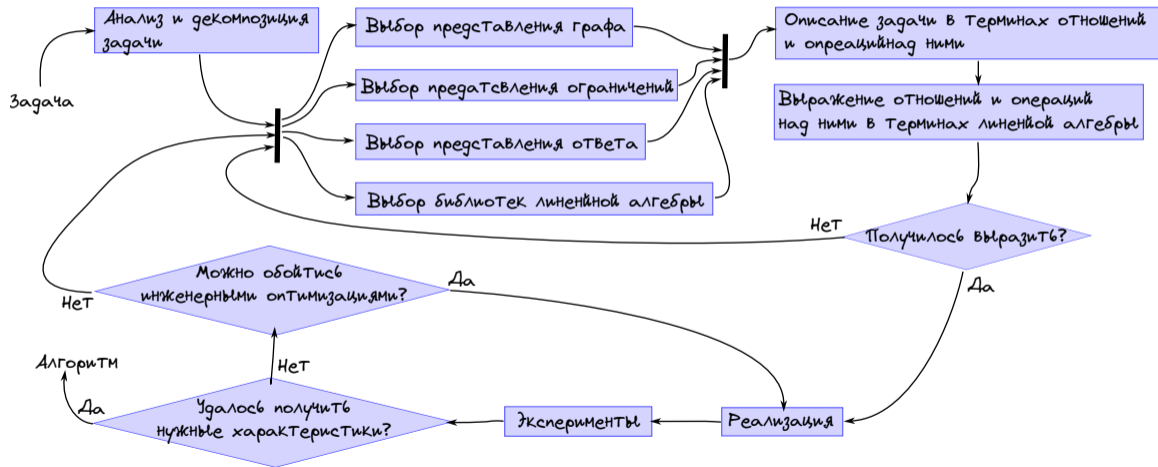 Анализ и декомпозиция
задачи
Задача
Выбор представления графа
Выбор предатсвления ограничений
Выбор представления ответа
Выбор библиотек линенйной алгебры
Описание задачи в терминах отношений
и опреацийнад ними
Выражение отношений и операций
над ними в терминах линенйой алгебры
Получилось выразить?
Нет
Да
Можно обойтись
инженерными оптимизациями?
Нет
Да
Алгоритм
Да
Нет
Удалось получить
нужные характеристики?
Эксперименты
Реализация